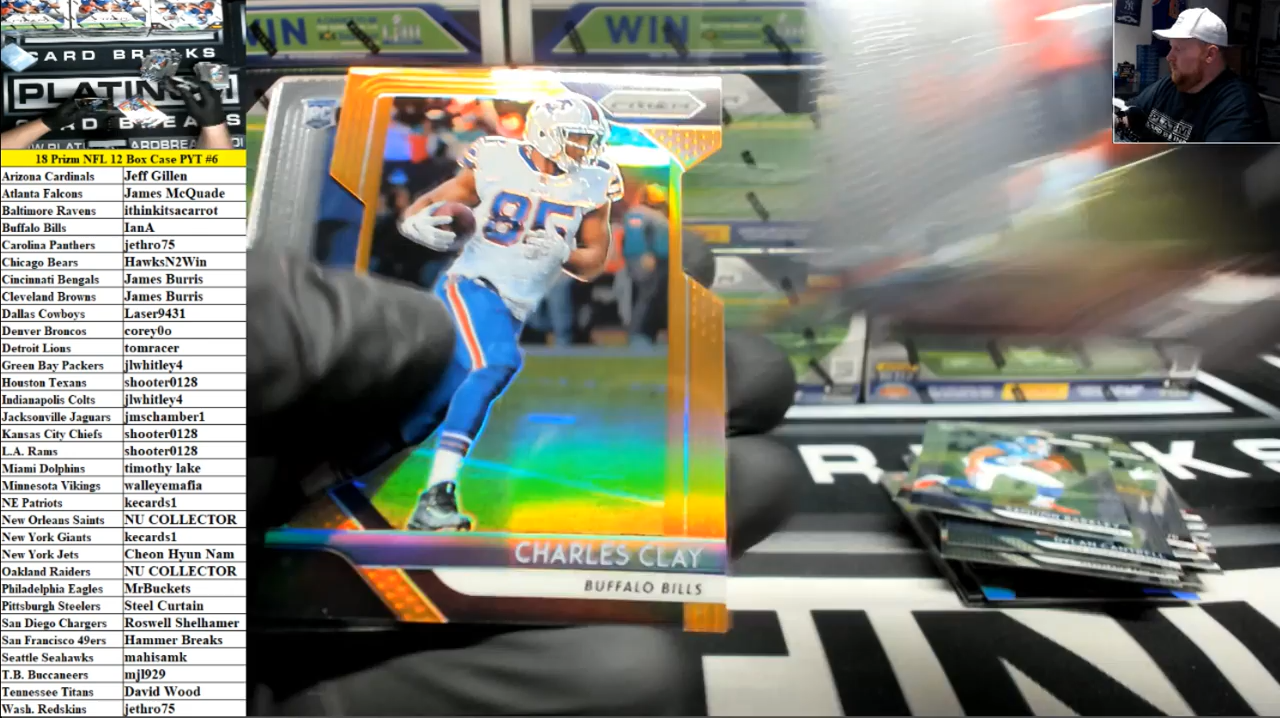 CARD BREAKS
PLATIN
18 Prizm NFL 12 Box Case PYT #6
Arizona Cardinals Jeff Gillen
Atlanta Falcons James McQuade
Baltimore Ravens ithinkitsacarrot
Buffalo Bills IanA
Carolina Panthers jethro75
Chicago Bears HawksN2Win
Cincinnati Bengals James Burris
Cleveland Browns James Burris
Dallas Cowboys Laser9431
Denver Broncos corey0o
Detroit Lions tomracer
Green Bay Packers jlwhitley4
Houston Texans shooter0128
Indianapolis Colts jlwhitley4
Jacksonville Jaguars jmschamber1
Kansas City Chiefs shooter0128
L.A. Rams shooter0128
Miami Dolphins timothy lake
Minnesota Vikings walleyemafia
NE Patriots kecards1
New Orleans Saints NU COLLECTOR
New York Giants kecards1
New York Jets Cheon Hyun Nam
Oakland Raiders NU COLLECTOR
Philadelphia Eagles MrBuckets
Pittsburgh Steelers Steel Curtain
San Diego Chargers Roswell Shelhamer
San Francisco 49ers Hammer Breaks
Seattle Seahawks mahisamk
T.B. Buccaneers mjl929
Tennessee Titans David Wood
Wash. Redskins jethro75
WIN
WIN
PRIZM
85
CHARLES CLAY
BUFFALO BILLS
SAQUON BARKLEY
DYLAN CANTRELL